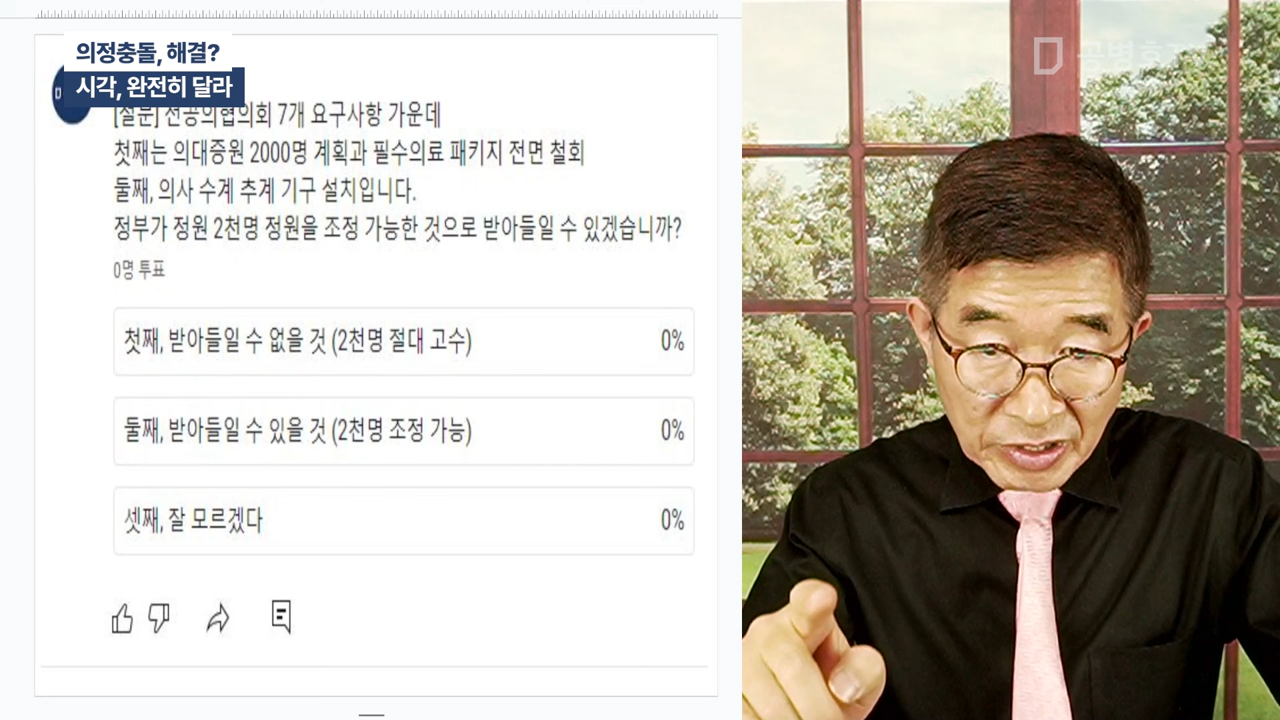 의정충돌, 해결?
시각, 완전히 달라
[설문] 전공의협의회 7개 요구사항 가운데
첫째는 의대증원 2000명 계획과 필수의료 패키지 전면 철회
둘째, 의사 수계 추계 기구 설치입니다.
정부가 정원 2천명 정원을 조정 가능한 것으로 받아들일 수 있겠습니까?
0명 투표
첫째, 받아들일 수 없을 것 (2천명 절대 고수) 0%
둘째, 받아들일 수 있을 것 (2천명 조정 가능) 0%
셋째, 잘 모르겠다 0%